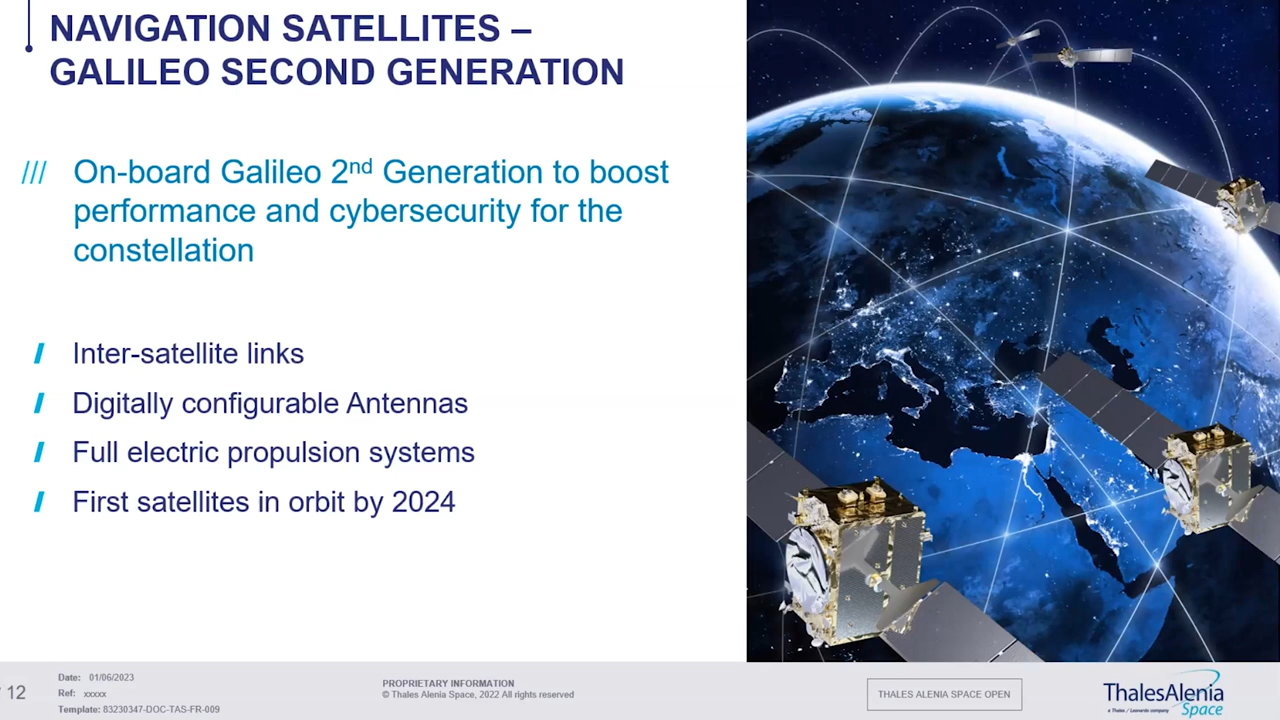 NAVIGATION SATELLITES –
GALILEO SECOND GENERATION
/// On-board Galileo 2nd Generation to boost
performance and cybersecurity for the
constellation
Inter-satellite links
Digitally configurable Antennas
Full electric propulsion systems
First satellites in orbit by 2024
12
Date: 01/06/2023
Ref: xxxxx
Template: 83230347-DOC-TAS-FR-009
PROPRIETARY INFORMATION
© Thales Alenia Space, 2022 All rights reserved
THALES ALENIA SPACE OPEN
ThalesAlenia
a Thales / Leonardo company
Space